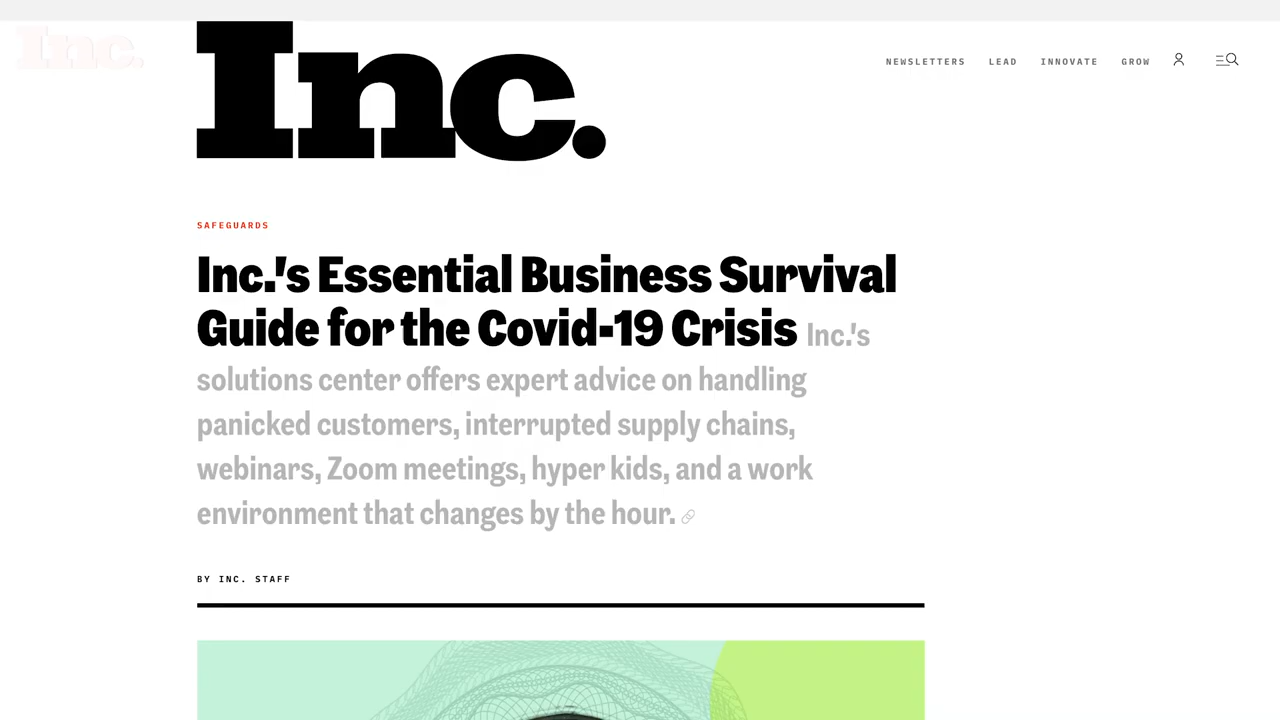 Inc.
Inc.
NEWSLETTERS LEAD INNOVATE GROW
SAFEGUARDS
Inc.'s Essential Business Survival
Guide for the Covid-19 Crisis Inc.'s
solutions center offers expert advice on handling
panicked customers, interrupted supply chains,
webinars, Zoom meetings, hyper kids, and a work
environment that changes by the hour.
BY INC. STAFF